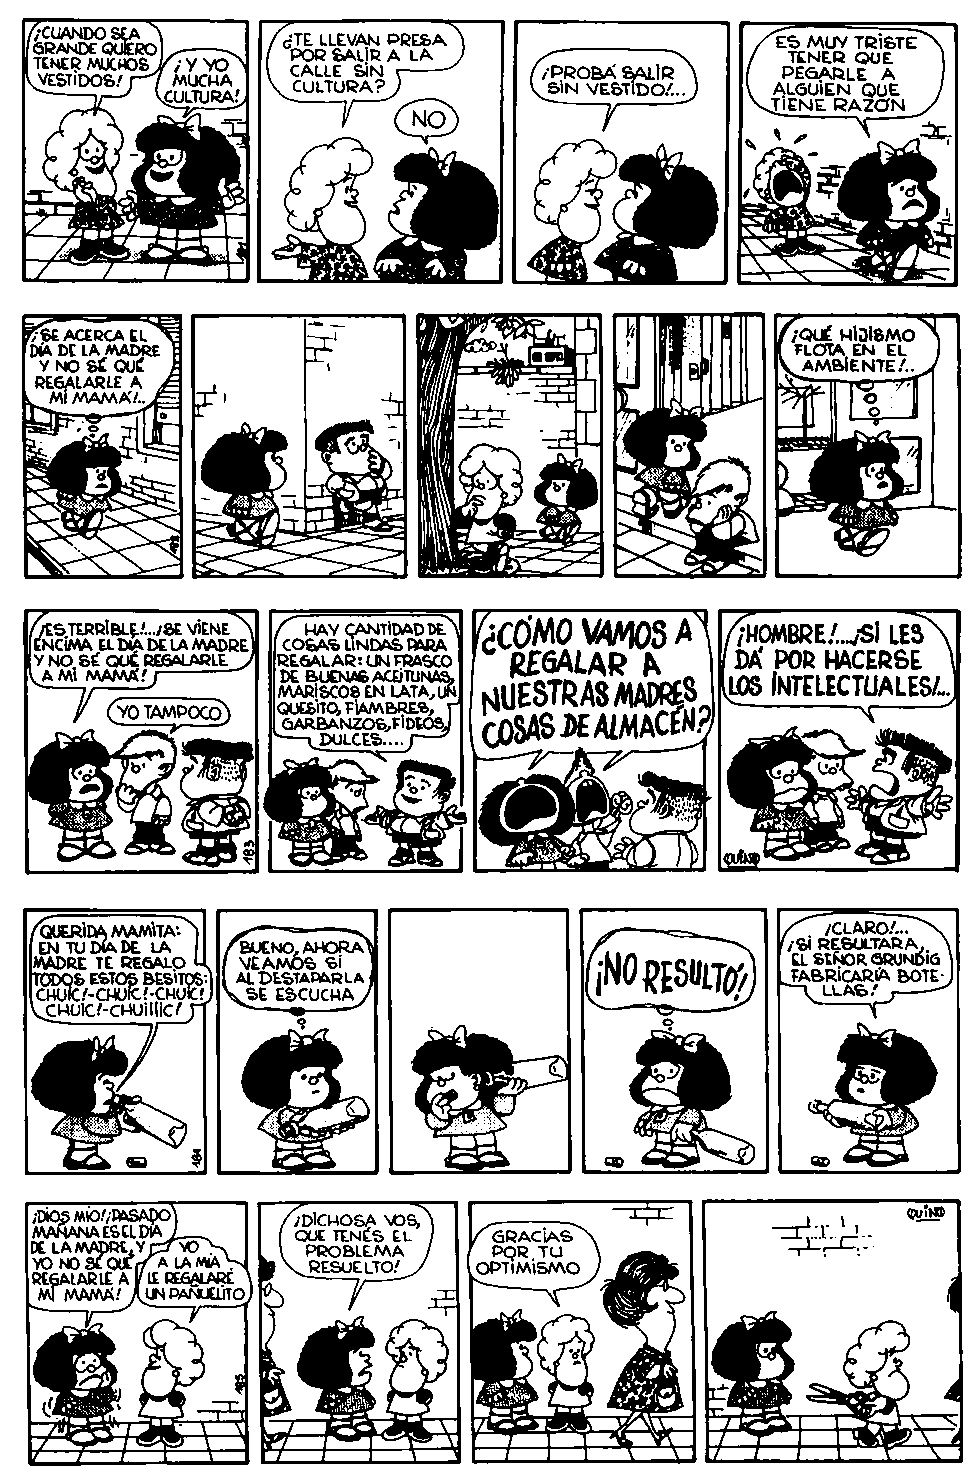 ¡CUANDO SEA
GRANDE QUIERO
TENER MUCHOS
VESTIDOS!
¡Y YO
MUCHA
CULTURA!
¿TE LLEVAN PRESA
POR SALIR A LA
CALLE SIN
CULTURA?
NO
¡PROBÁ SALIR
SIN VESTIDO!...
ES MUY TRISTE
TENER QUE
PEGARLE A
ALGUIEN QUE
TIENE RAZÓN
¡SE ACERCA EL
DÍA DE LA MADRE
Y NO SÉ QUÉ
REGALARLE A
MI MAMÁ!..
¡QUÉ HIJISMO
FLOTA EN EL
AMBIENTE!..
¡ES TERRIBLE!...¡SE VIENE
ENCIMA EL DÍA DE LA MADRE
Y NO SÉ QUÉ REGALARLE
A MI MAMÁ!
YO TAMPOCO
183
HAY CANTIDAD DE
COSAS LINDAS PARA
REGALAR: UN FRASCO
DE BUENAS ACEITUNAS,
MARISCOS EN LATA, UN
QUESITO, FIAMBRES,
GARBANZOS, FIDEOS,
DULCES....
¿CÓMO VAMOS A
REGALAR A
NUESTRAS MADRES
COSAS DE ALMACÉN?
¡HOMBRE!...¡SI LES
DÁ POR HACERSE
LOS INTELECTUALES!...
QUINO
QUERIDA MAMITA:
EN TU DÍA DE LA
MADRE TE REGALO
TODOS ESTOS BESITOS:
CHUIC!-CHUIC!-CHUIC!
CHUIC!-CHUIIIIC!
184
BUENO, AHORA
VEAMOS SI
AL DESTAPARLA
SE ESCUCHA
¡NO RESULTÓ!
¡CLARO!...
¡SI RESULTARA,
EL SEÑOR GRUNDIG
FABRICARÍA BOTE-
LLAS!
¡DIOS MIO!¡PASADO
MAÑANA ES EL DÍA
DE LA MADRE, Y
YO NO SÉ QUÉ
REGALARLE A
MI MAMÁ!
YO
A LA MÍA
LE REGALARÉ
UN PAÑUELITO
185
¡DICHOSA VOS,
QUE TENÉS EL
PROBLEMA
RESUELTO!
GRACIAS
POR TU
OPTIMISMO
QUINO